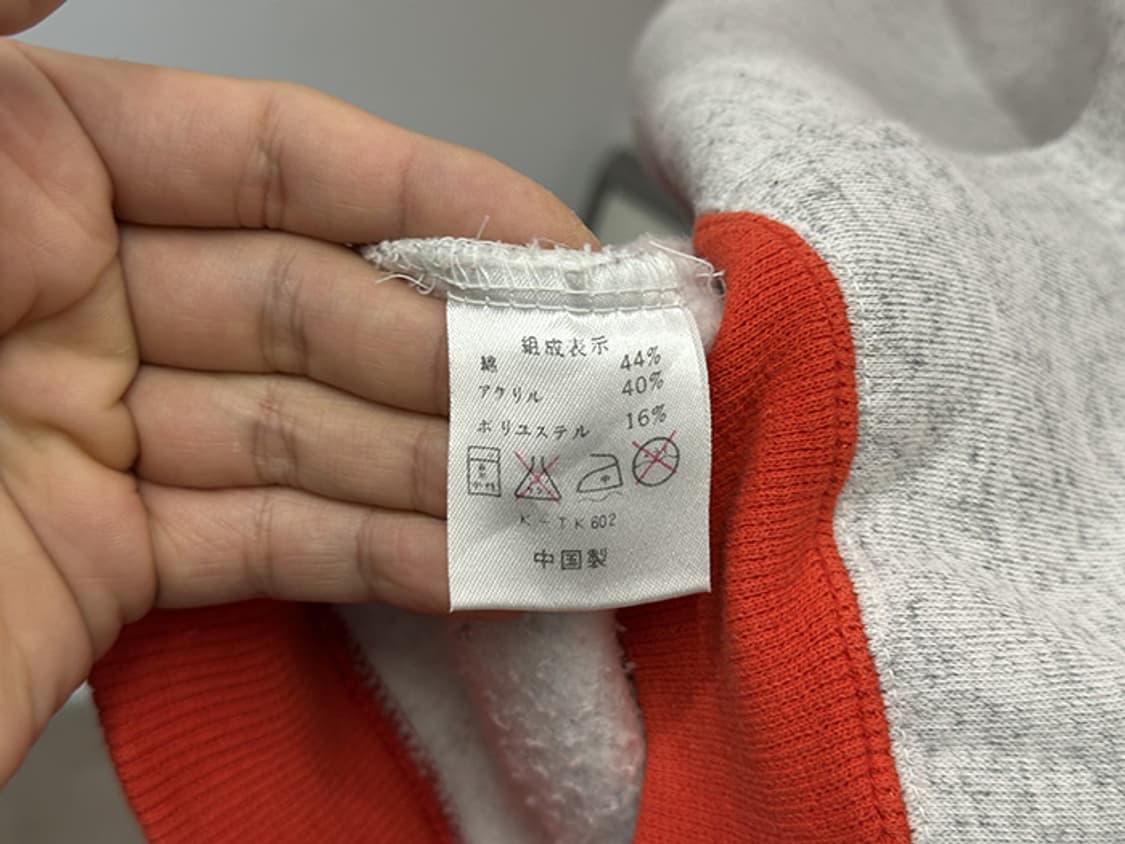 組成表示
綿 44%
アクリル 40%
ポリエステル 16%
中
K-TK602
中国製